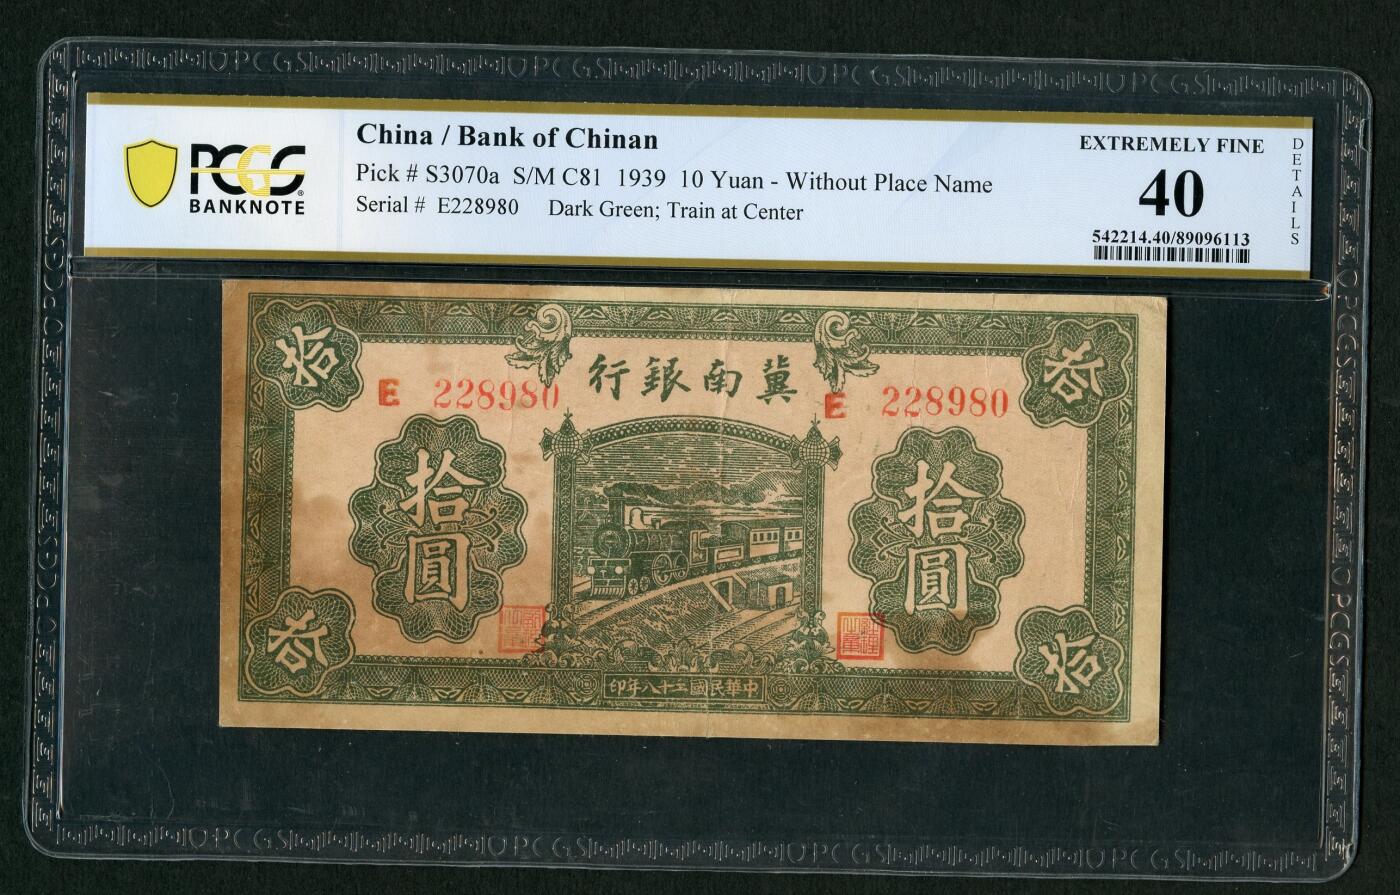 PCGS
BANKNOTE
China / Bank of Chinan
Pick # S3070a S/M C81 1939 10 Yuan - Without Place Name
Serial # E228980 Dark Green; Train at Center
EXTREMELY FINE
40
542214.40/89096113
DETAILS
拾
拾
行銀南冀
E 228980
E 228980
拾圓
拾圓
印年八十二國民華中
拾
拾